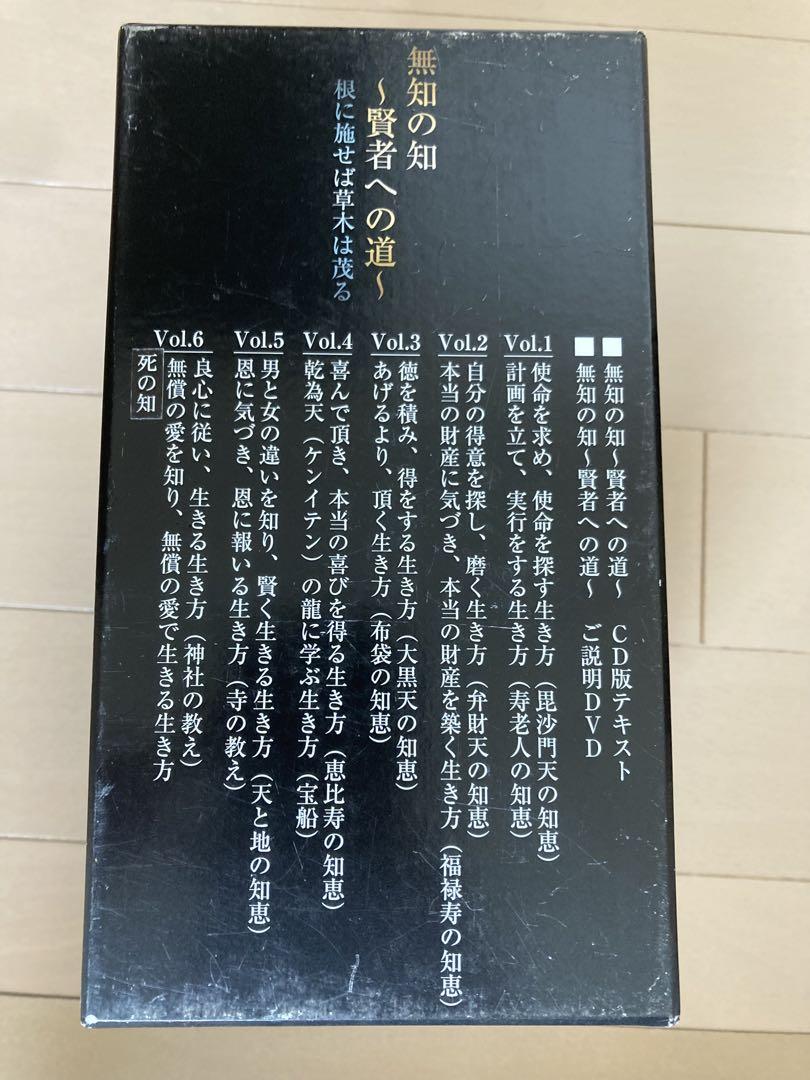 無知の知
～賢者への道～
根に施せば草木は茂る
■ 無知の知～賢者への道～ CD版テキスト
■ 無知の知～賢者への道～ ご説明DVD
Vol.1
使命を求め、使命を探す生き方（毘沙門天の知恵）
計画を立て、実行をする生き方（寿老人の知恵）
Vol.2
自分の得意を探し、磨く生き方（弁財天の知恵）
本当の財産に気づき、本当の財産を築く生き方（福禄寿の知恵）
Vol.3
徳を積み、得をする生き方（大黒天の知恵）
あげるより、頂く生き方（布袋の知恵）
Vol.4
喜んで頂き、本当の喜びを得る生き方（恵比寿の知恵）
乾為天（ケンイテン）の龍に学ぶ生き方（宝船）
Vol.5
男と女の違いを知り、賢く生きる生き方（天と地の知恵）
恩に気づき、恩に報いる生き方（寺の教え）
Vol.6
良心に従い、生きる生き方（神社の教え）
無償の愛を知り、無償の愛で生きる生き方
死の知